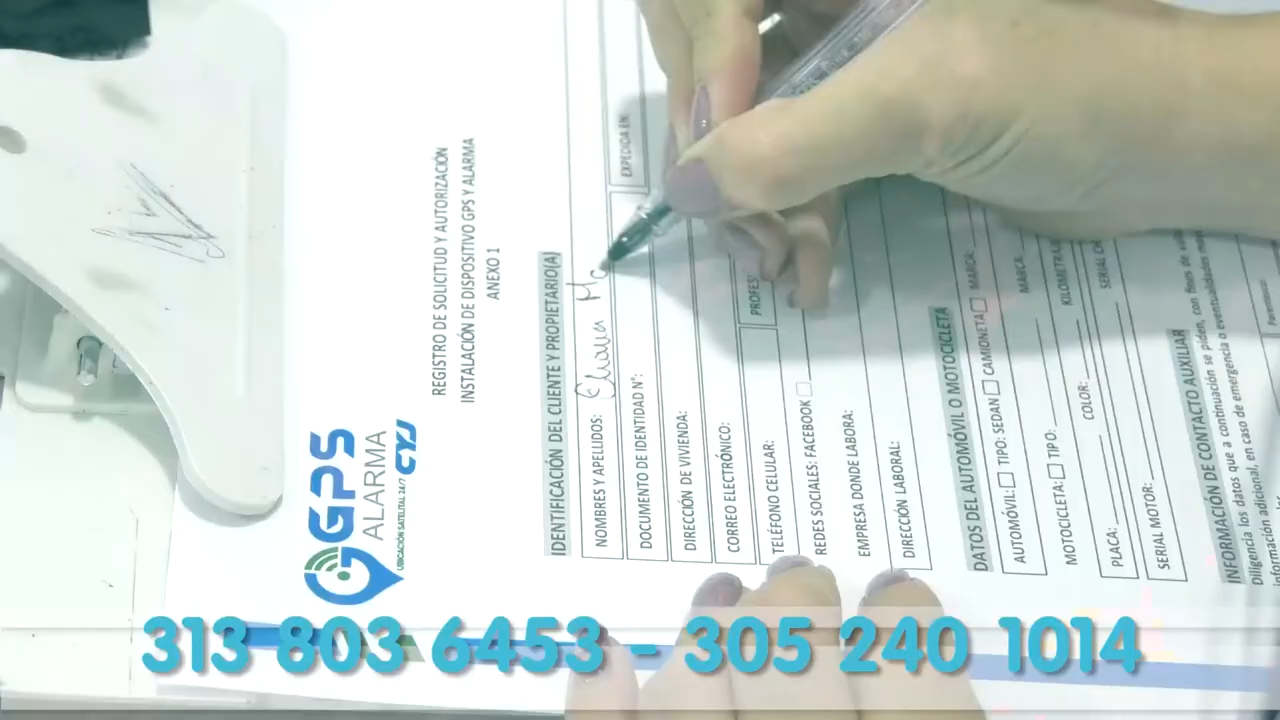 GPS
ALARMA
CYJ
UBICACIÓN SATELITAL 24/7
REGISTRO DE SOLICITUD Y AUTORIZACIÓN
INSTALACIÓN DE DISPOSITIVO GPS Y ALARMA
ANEXO 1
IDENTIFICACIÓN DEL CLIENTE Y PROPIETARIO(A)
NOMBRES Y APELLIDOS: Eliana
DOCUMENTO DE IDENTIDAD N°: EXPEDIDA EN:
DIRECCIÓN DE VIVIENDA:
CORREO ELECTRÓNICO:
TELÉFONO CELULAR:
REDES SOCIALES: FACEBOOK
EMPRESA DONDE LABORA:
DIRECCIÓN LABORAL:
DATOS DEL AUTOMÓVIL O MOTOCICLETA
AUTOMÓVIL: TIPO: SEDAN CAMIONETA MARCA:
MOTOCICLETA: TIPO: MARCA:
PLACA: COLOR:
SERIAL MOTOR: SERIAL
INFORMACIÓN DE CONTACTO AUXILIAR
Diligencia los datos que a continuación se piden, con fines de
información adicional, en caso de emergencia o eventualidades
313 803 6453 - 305 240 1014